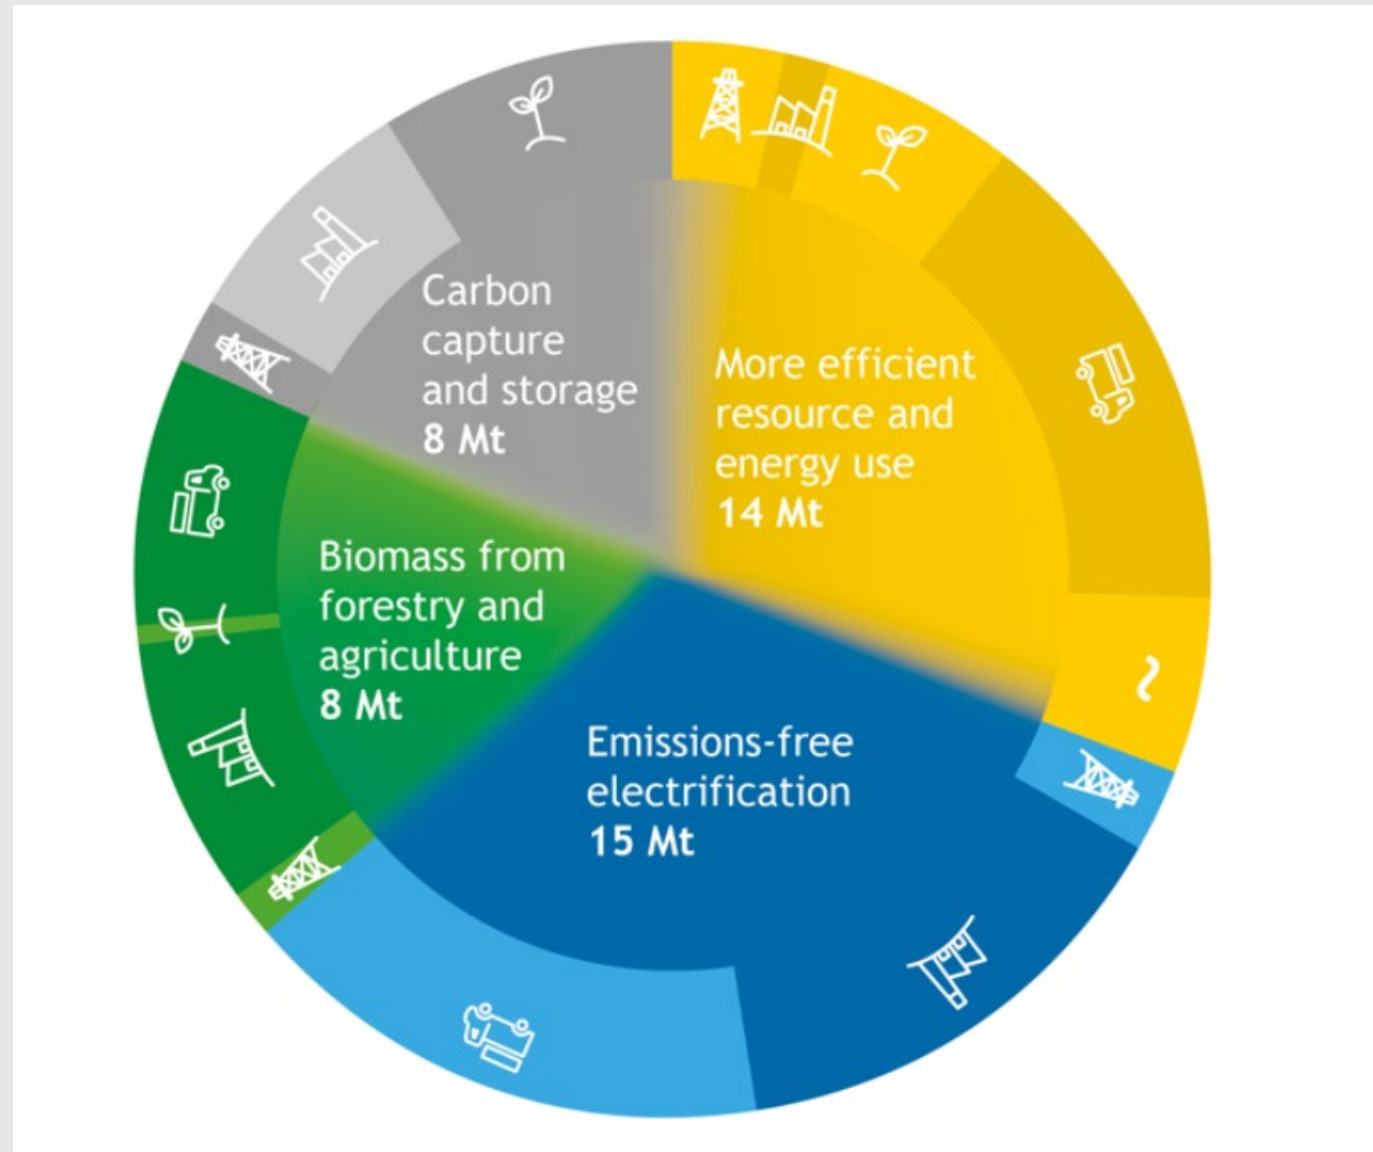 Carbon
capture
and storage
8 Mt
More efficient
resource and
energy use
14 Mt
Biomass from
forestry and
agriculture
8 Mt
Emissions-free
electrification
15 Mt